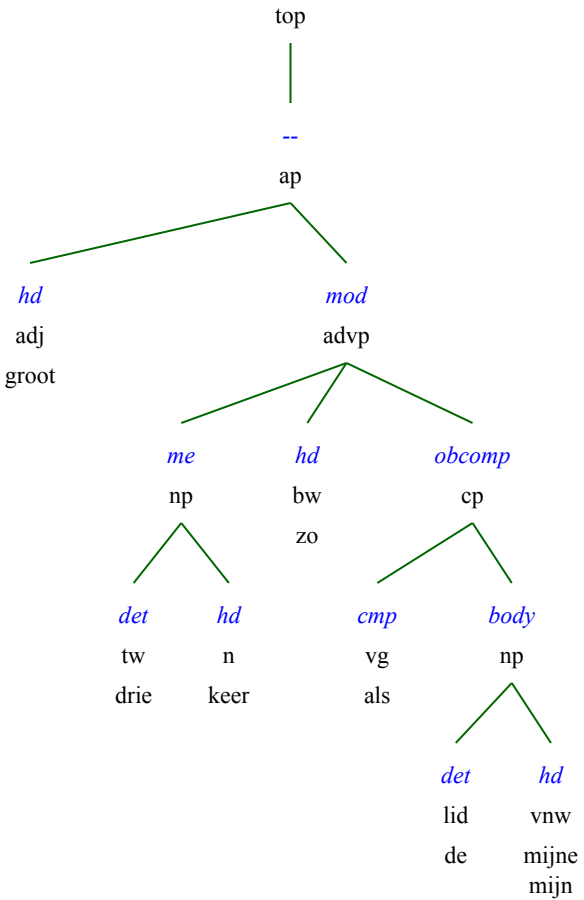 top
--
ap
hd mod
adj advp
groot
me hd obcomp
np bw cp
zo
det hd cmp body
tw n vg np
drie keer als
det hd
lid vnw
de mijne
mijn